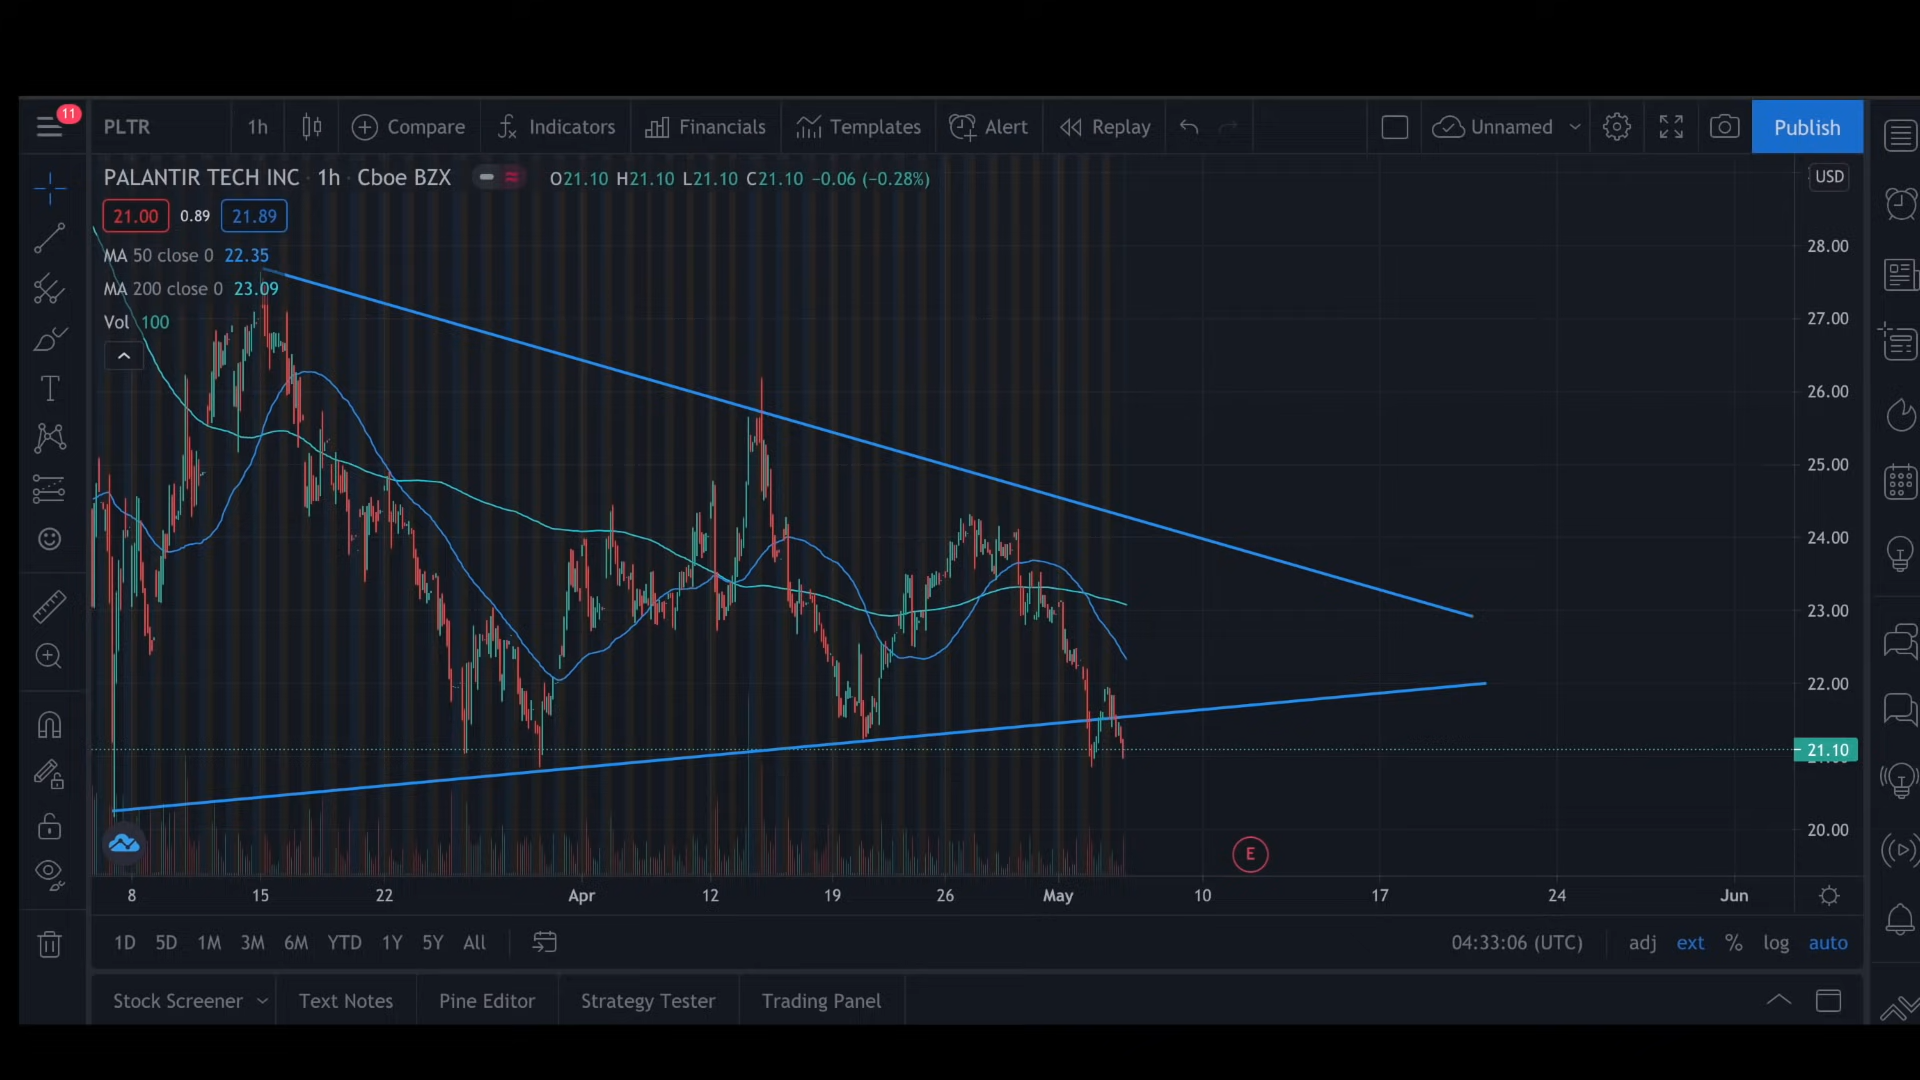 11
PLTR 1h Compare Indicators Financials Templates Alert Replay Unnamed Publish
PALANTIR TECH INC · 1h · Cboe BZX O21.10 H21.10 L21.10 C21.10 −0.06 (−0.28%) USD
21.00 0.89 21.89
MA 50 close 0 22.35
MA 200 close 0 23.09
Vol 100
28.00
27.00
26.00
25.00
24.00
23.00
22.00
21.10
20.00
E
8 15 22 Apr 12 19 26 May 10 17 24 Jun
1D 5D 1M 3M 6M YTD 1Y 5Y All 04:33:06 (UTC) adj ext % log auto
Stock Screener Text Notes Pine Editor Strategy Tester Trading Panel